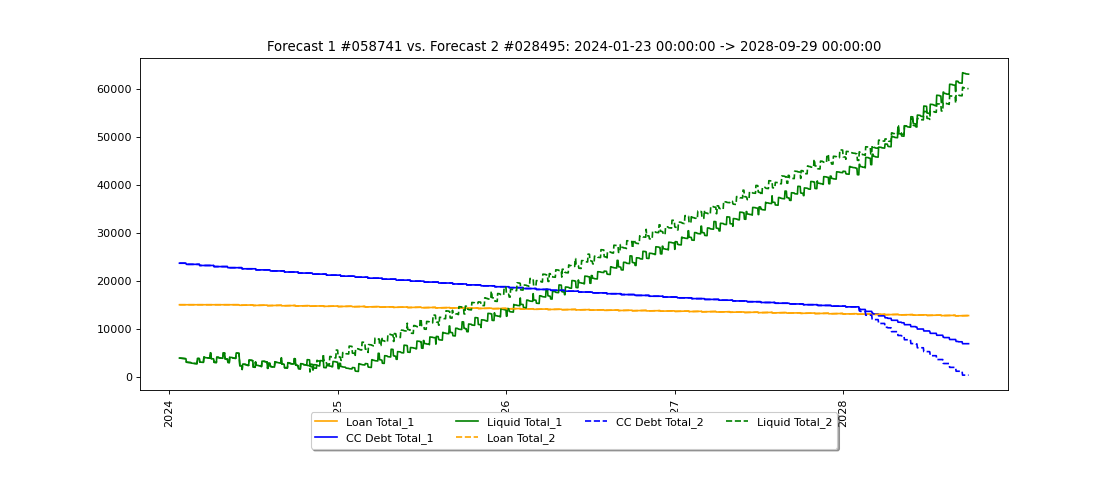 Forecast 1 #058741 vs. Forecast 2 #028495: 2024-01-23 00:00:00 -> 2028-09-29 00:00:00
60000
50000
40000
30000
20000
10000
0
2024
25
26
27
2028
Loan Total_1
Liquid Total_1
CC Debt Total_2
Liquid Total_2
CC Debt Total_1
Loan Total_2